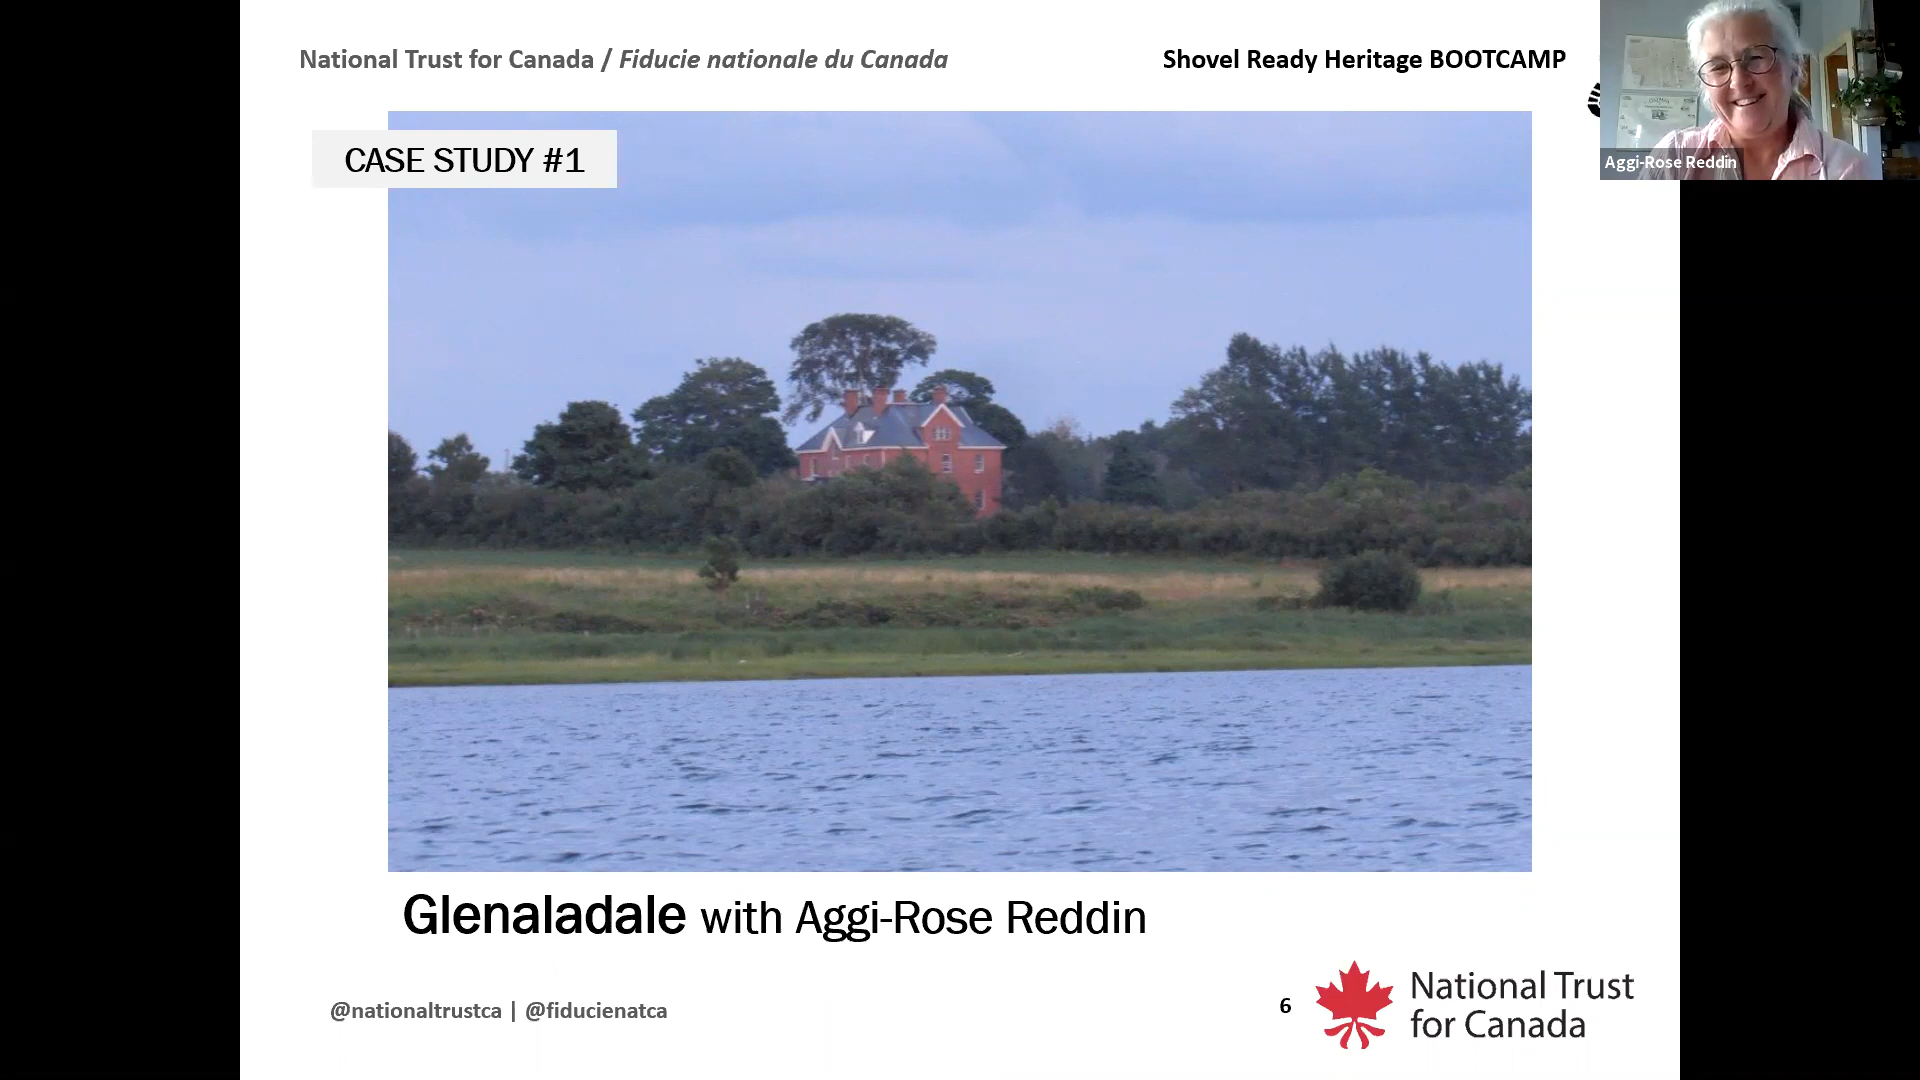 National Trust for Canada / Fiducie nationale du Canada
Shovel Ready Heritage BOOTCAMP
Aggi-Rose Reddin
CASE STUDY #1
Glenaladale with Aggi-Rose Reddin
@nationaltrustca | @fiducienatca
6
National Trust
for Canada